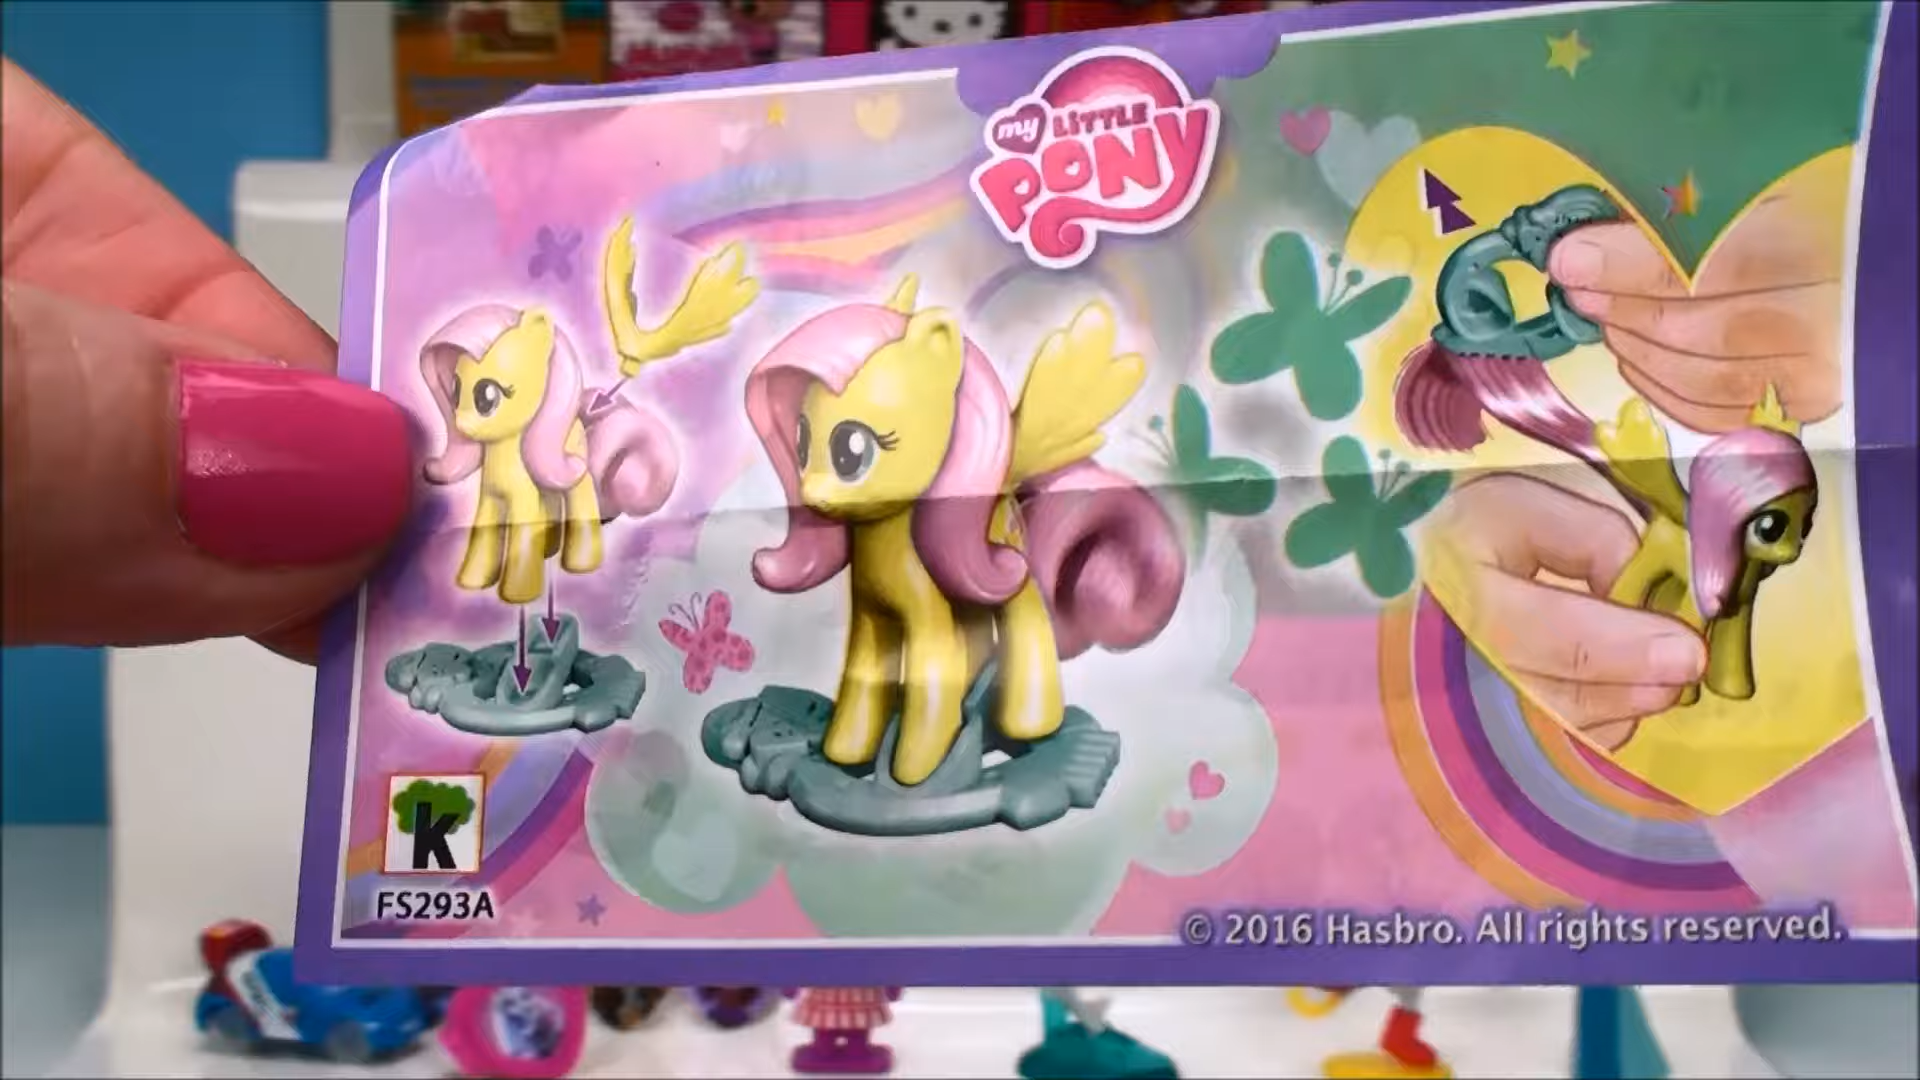 my LiTTLE
PONY
K
FS293A
© 2016 Hasbro. All rights reserved.